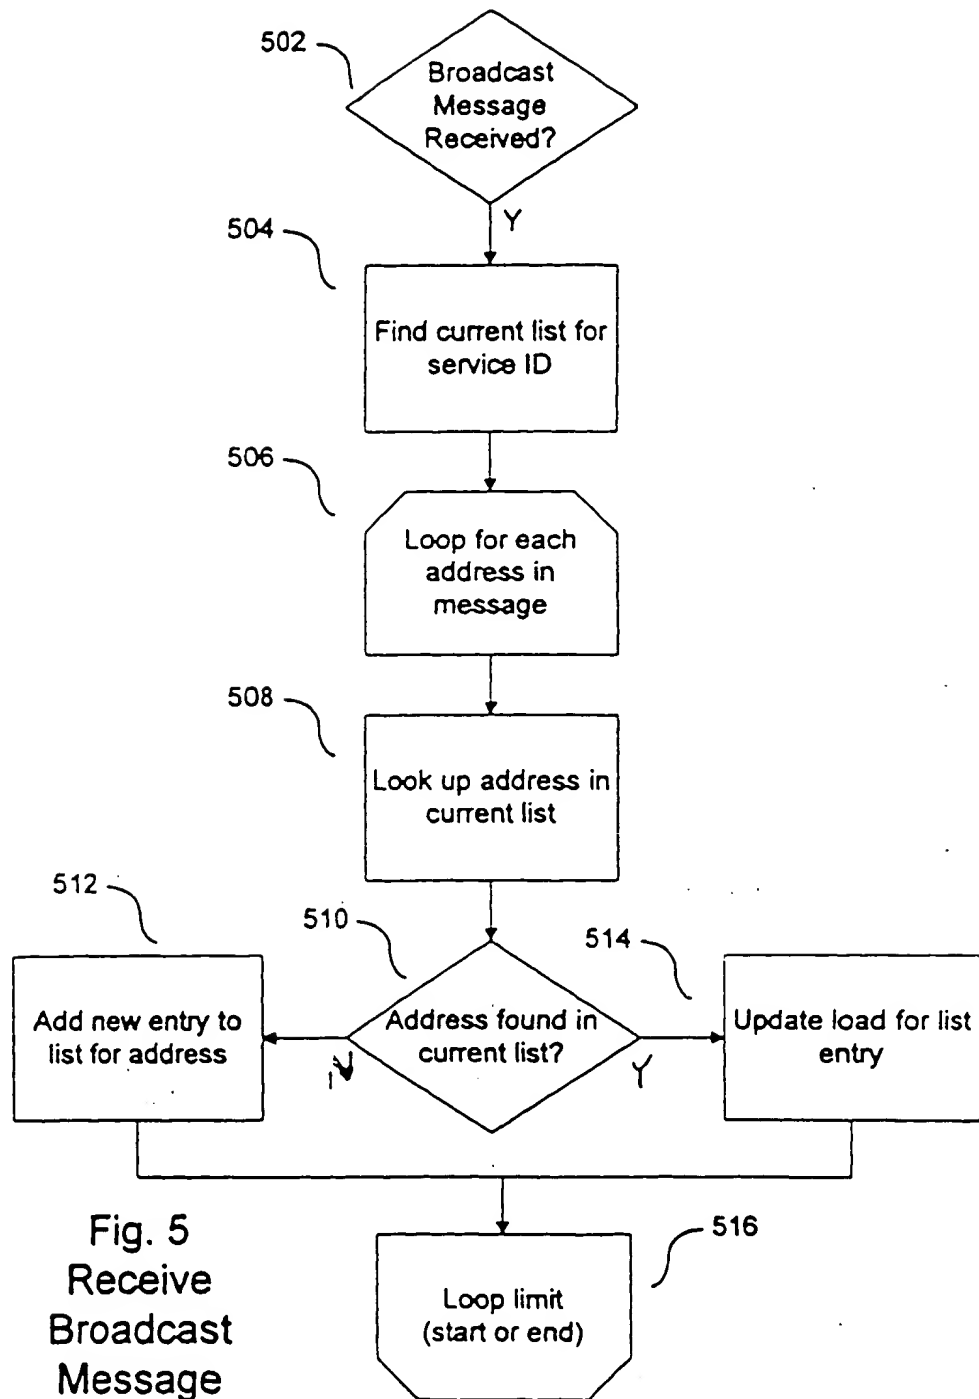 502
Broadcast
Message
Received?
Y
504
Find current list for
service ID
506
Loop for each
address in
message
508
Look up address in
current list
512
510
514
Add new entry to
list for address
Address found in
current list?
Update load for list
entry
N
Y
516
Loop limit
(start or end)
Fig. 5
Receive
Broadcast
Message